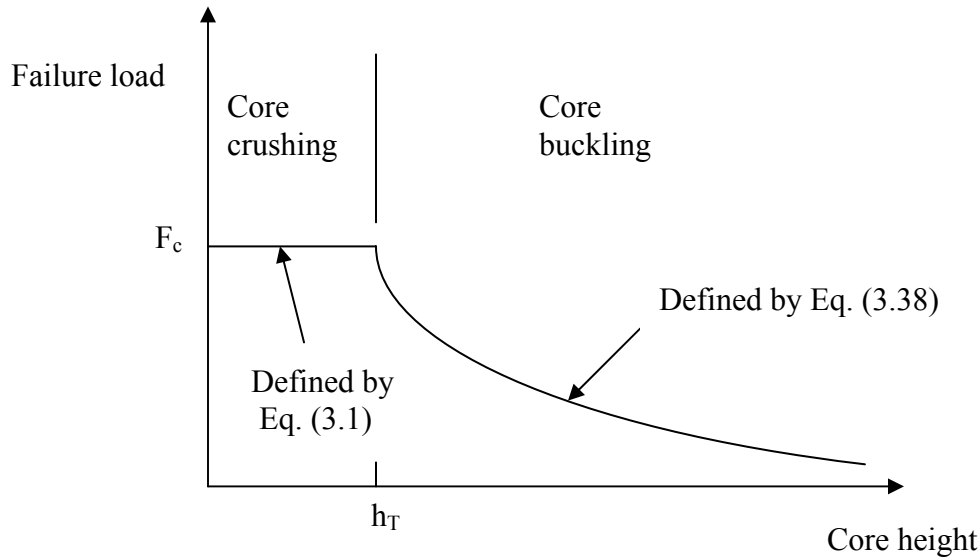 Failure load
Core
crushing
Core
buckling
F_c
Defined by Eq. (3.38)
Defined by
Eq. (3.1)
h_T
Core height